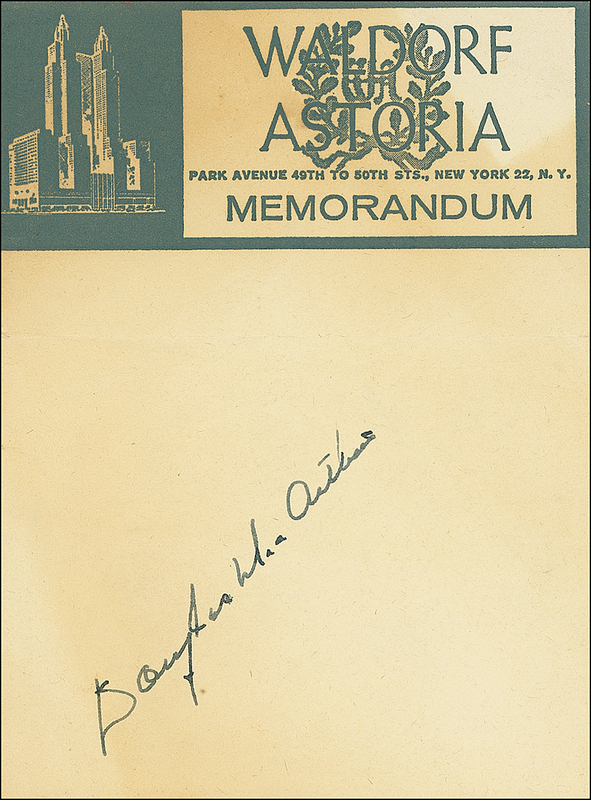 WALDORF
ASTORIA
PARK AVENUE 49TH TO 50TH STS., NEW YORK 22, N. Y.
MEMORANDUM
Douglas MacArthur